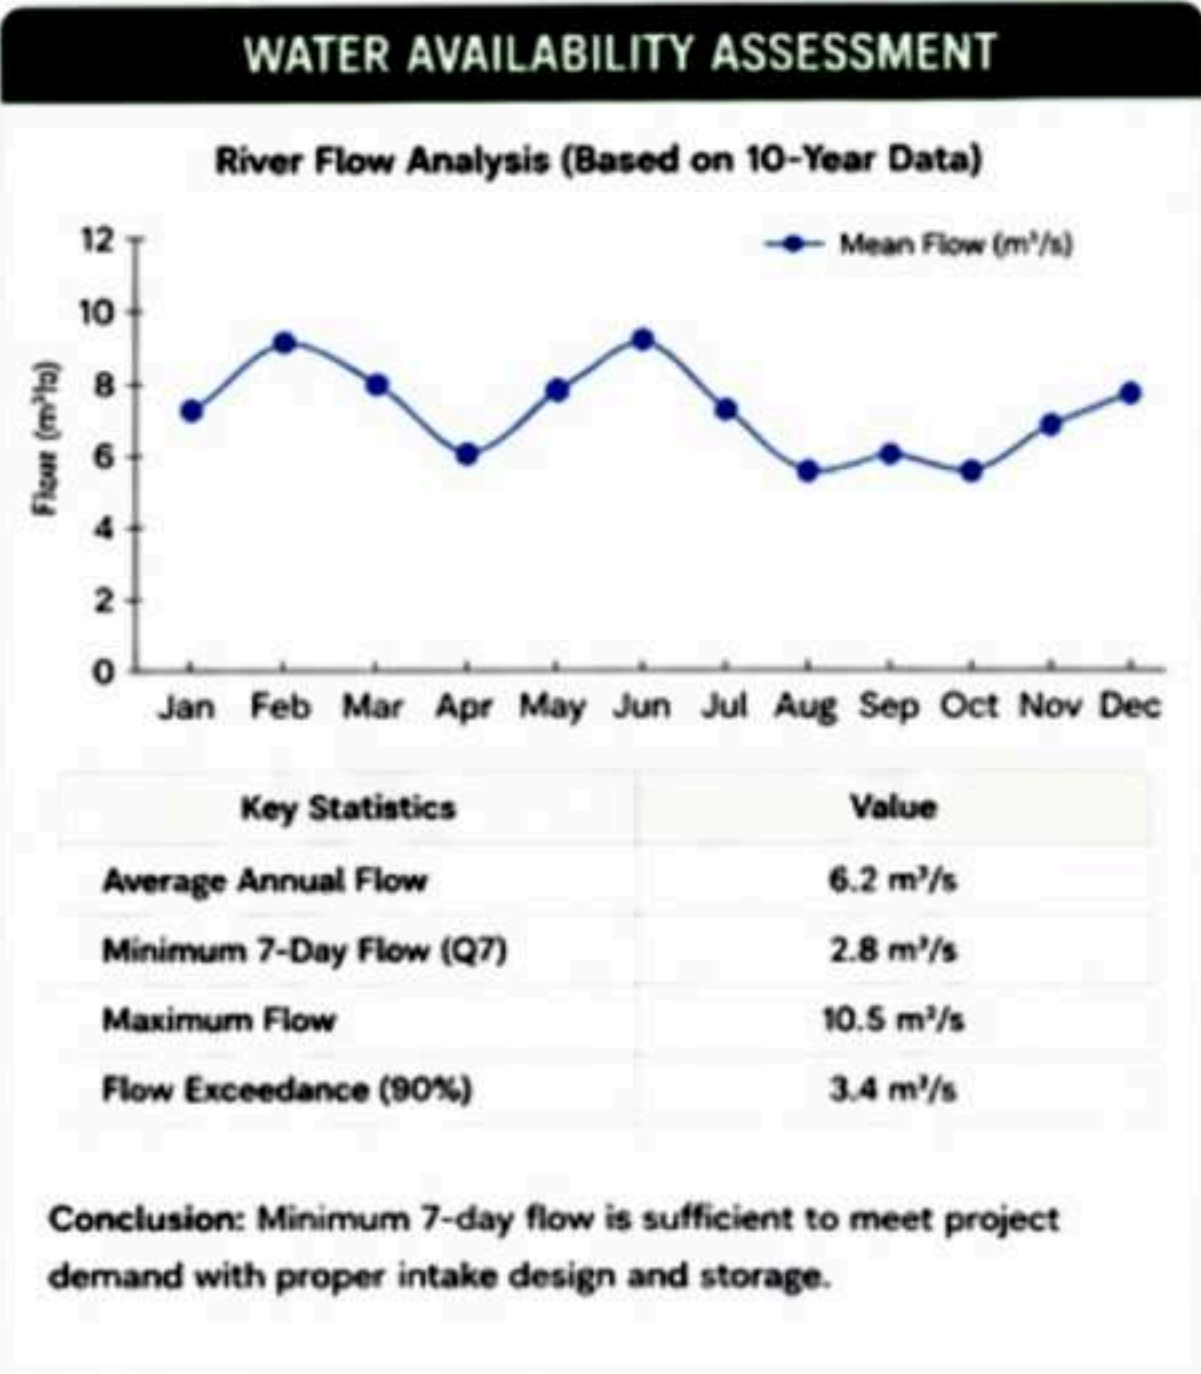 WATER AVAILABILITY ASSESSMENT
River Flow Analysis (Based on 10-Year Data)
Mean Flow (m³/s)
12
10
8
6
4
2
0
Jan Feb Mar Apr May Jun Jul Aug Sep Oct Nov Dec
Key Statistics Value
Average Annual Flow 6.2 m³/s
Minimum 7-Day Flow (Q7) 2.8 m³/s
Maximum Flow 10.5 m³/s
Flow Exceedance (90%) 3.4 m³/s
Conclusion: Minimum 7-day flow is sufficient to meet project
demand with proper intake design and storage.